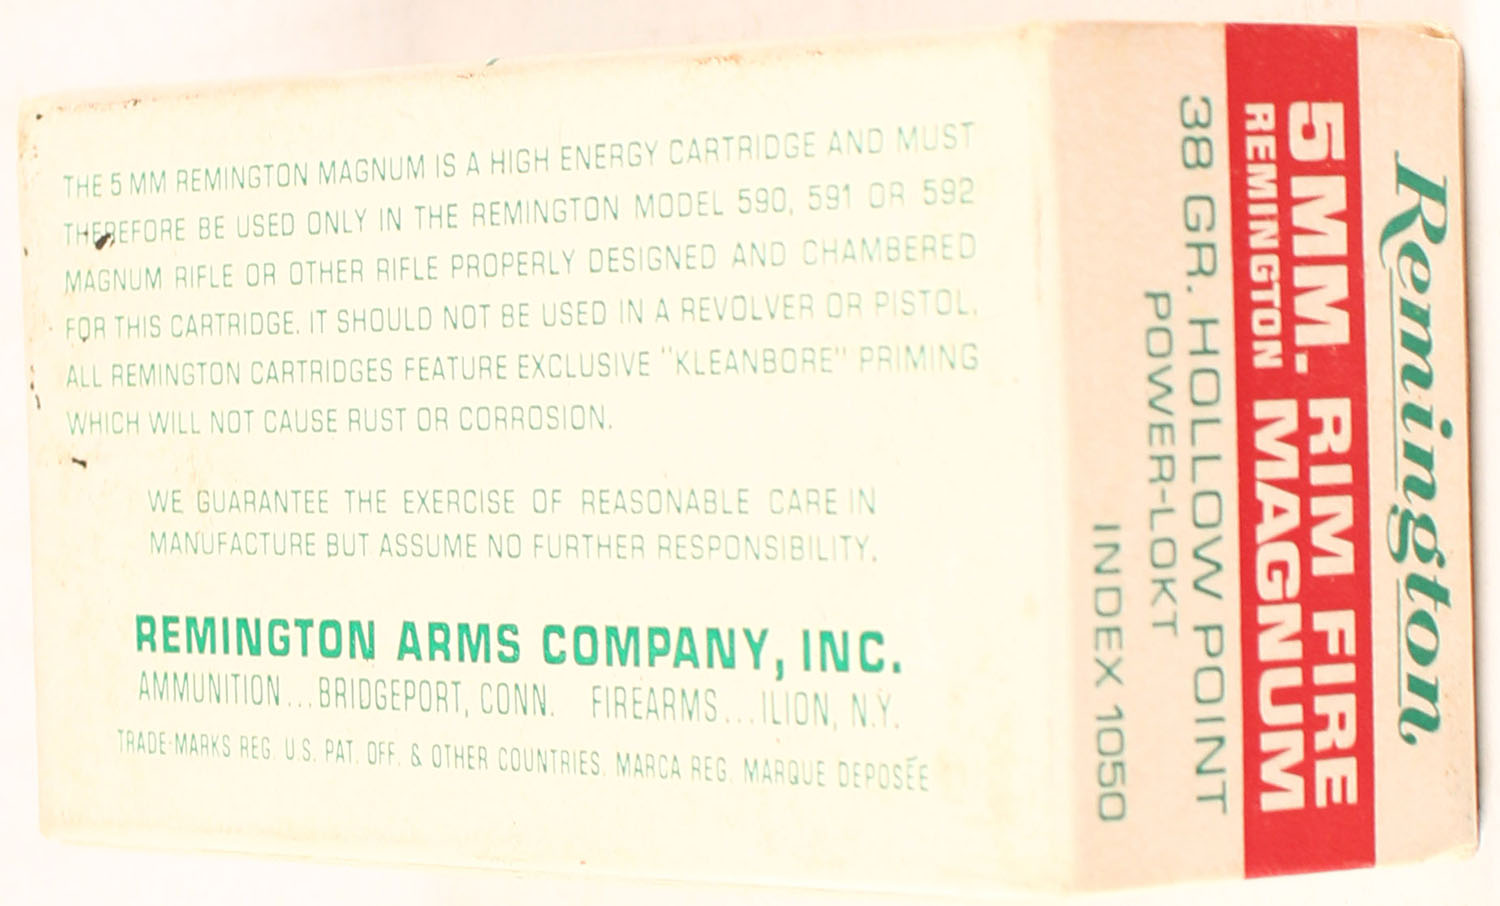 THE 5 MM REMINGTON MAGNUM IS A HIGH ENERGY CARTRIDGE AND MUST
THEREFORE BE USED ONLY IN THE REMINGTON MODEL 590, 591 OR 592
MAGNUM RIFLE OR OTHER RIFLE PROPERLY DESIGNED AND CHAMBERED
FOR THIS CARTRIDGE. IT SHOULD NOT BE USED IN A REVOLVER OR PISTOL.
ALL REMINGTON CARTRIDGES FEATURE EXCLUSIVE "KLEANBORE" PRIMING
WHICH WILL NOT CAUSE RUST OR CORROSION.
WE GUARANTEE THE EXERCISE OF REASONABLE CARE IN
MANUFACTURE BUT ASSUME NO FURTHER RESPONSIBILITY.
REMINGTON ARMS COMPANY, INC.
AMMUNITION...BRIDGEPORT, CONN. FIREARMS...ILION, N.Y.
TRADE-MARKS REG. U.S. PAT. OFF. & OTHER COUNTRIES. MARCA REG. MARQUE DEPOSÉE
Remington
5MM. RIM FIRE
REMINGTON MAGNUM
38 GR. HOLLOW POINT
POWER-LOKT
INDEX 1050